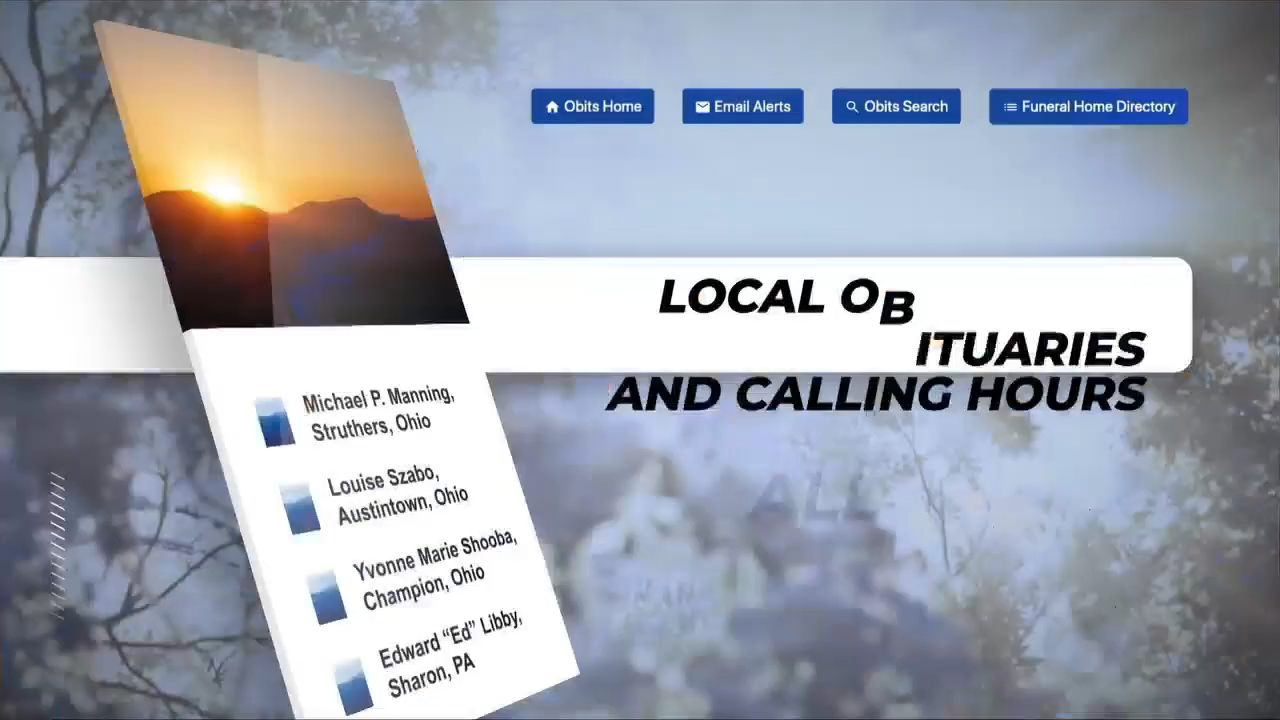 Obits Home
Email Alerts
Obits Search
Funeral Home Directory
LOCAL OB
ITUARIES
AND CALLING HOURS
ALL
Michael P. Manning,
Struthers, Ohio
Louise Szabo,
Austintown, Ohio
Yvonne Marie Shooba,
Champion, Ohio
Edward “Ed” Libby,
Sharon, PA